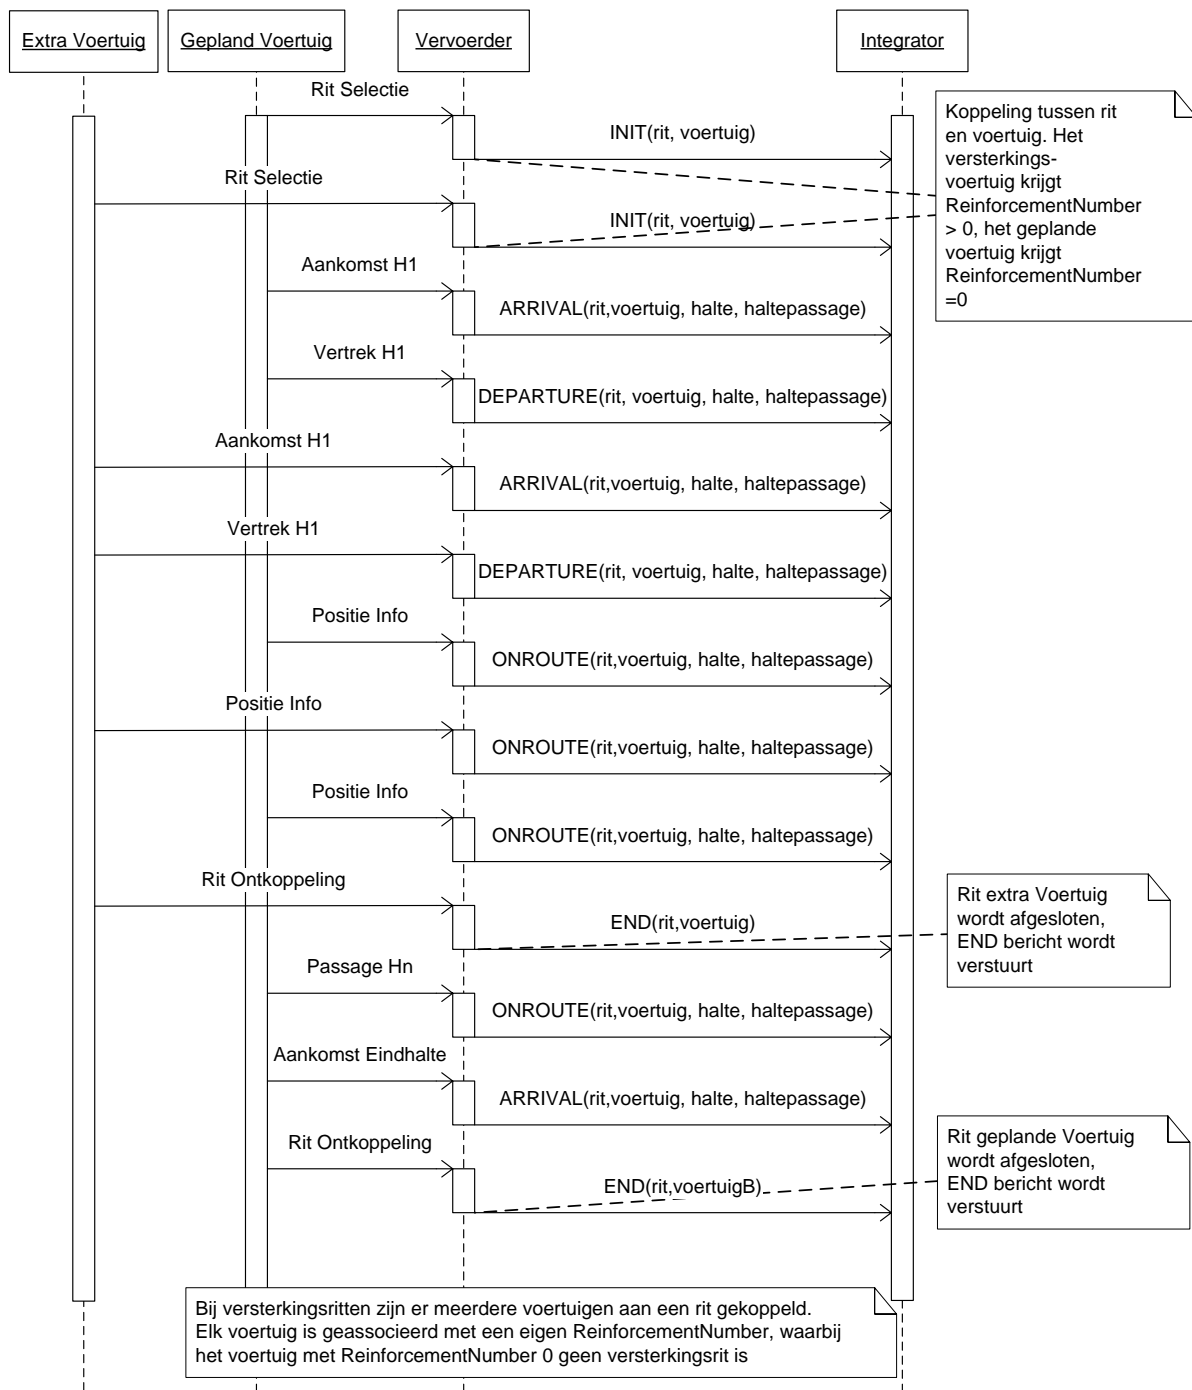 Extra Voertuig
Gepland Voertuig
Vervoerder
Integrator
Rit Selectie
INIT(rit, voertuig)
Koppeling tussen rit
en voertuig. Het
versterkings-
voertuig krijgt
ReinforcementNumber
> 0, het geplande
voertuig krijgt
ReinforcementNumber
=0
Rit Selectie
INIT(rit, voertuig)
Aankomst H1
ARRIVAL(rit,voertuig, halte, haltepassage)
Vertrek H1
DEPARTURE(rit, voertuig, halte, haltepassage)
Aankomst H1
ARRIVAL(rit,voertuig, halte, haltepassage)
Vertrek H1
DEPARTURE(rit, voertuig, halte, haltepassage)
Positie Info
ONROUTE(rit,voertuig, halte, haltepassage)
Positie Info
ONROUTE(rit,voertuig, halte, haltepassage)
Positie Info
ONROUTE(rit,voertuig, halte, haltepassage)
Rit Ontkoppeling
END(rit,voertuig)
Rit extra Voertuig
wordt afgesloten,
END bericht wordt
verstuurt
Passage Hn
ONROUTE(rit,voertuig, halte, haltepassage)
Aankomst Eindhalte
ARRIVAL(rit,voertuig, halte, haltepassage)
Rit Ontkoppeling
END(rit,voertuigB)
Rit geplande Voertuig
wordt afgesloten,
END bericht wordt
verstuurt
Bij versterkingsritten zijn er meerdere voertuigen aan een rit gekoppeld.
Elk voertuig is geassocieerd met een eigen ReinforcementNumber, waarbij
het voertuig met ReinforcementNumber 0 geen versterkingsrit is